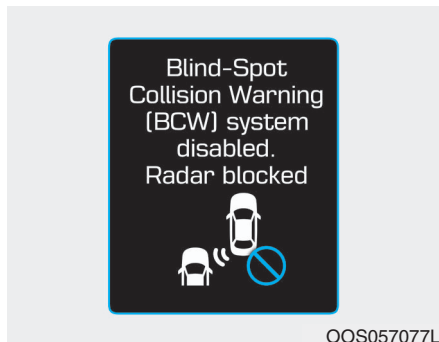 Blind-Spot
Collision Warning
(BCW) system
disabled.
Radar blocked
OOS057077L